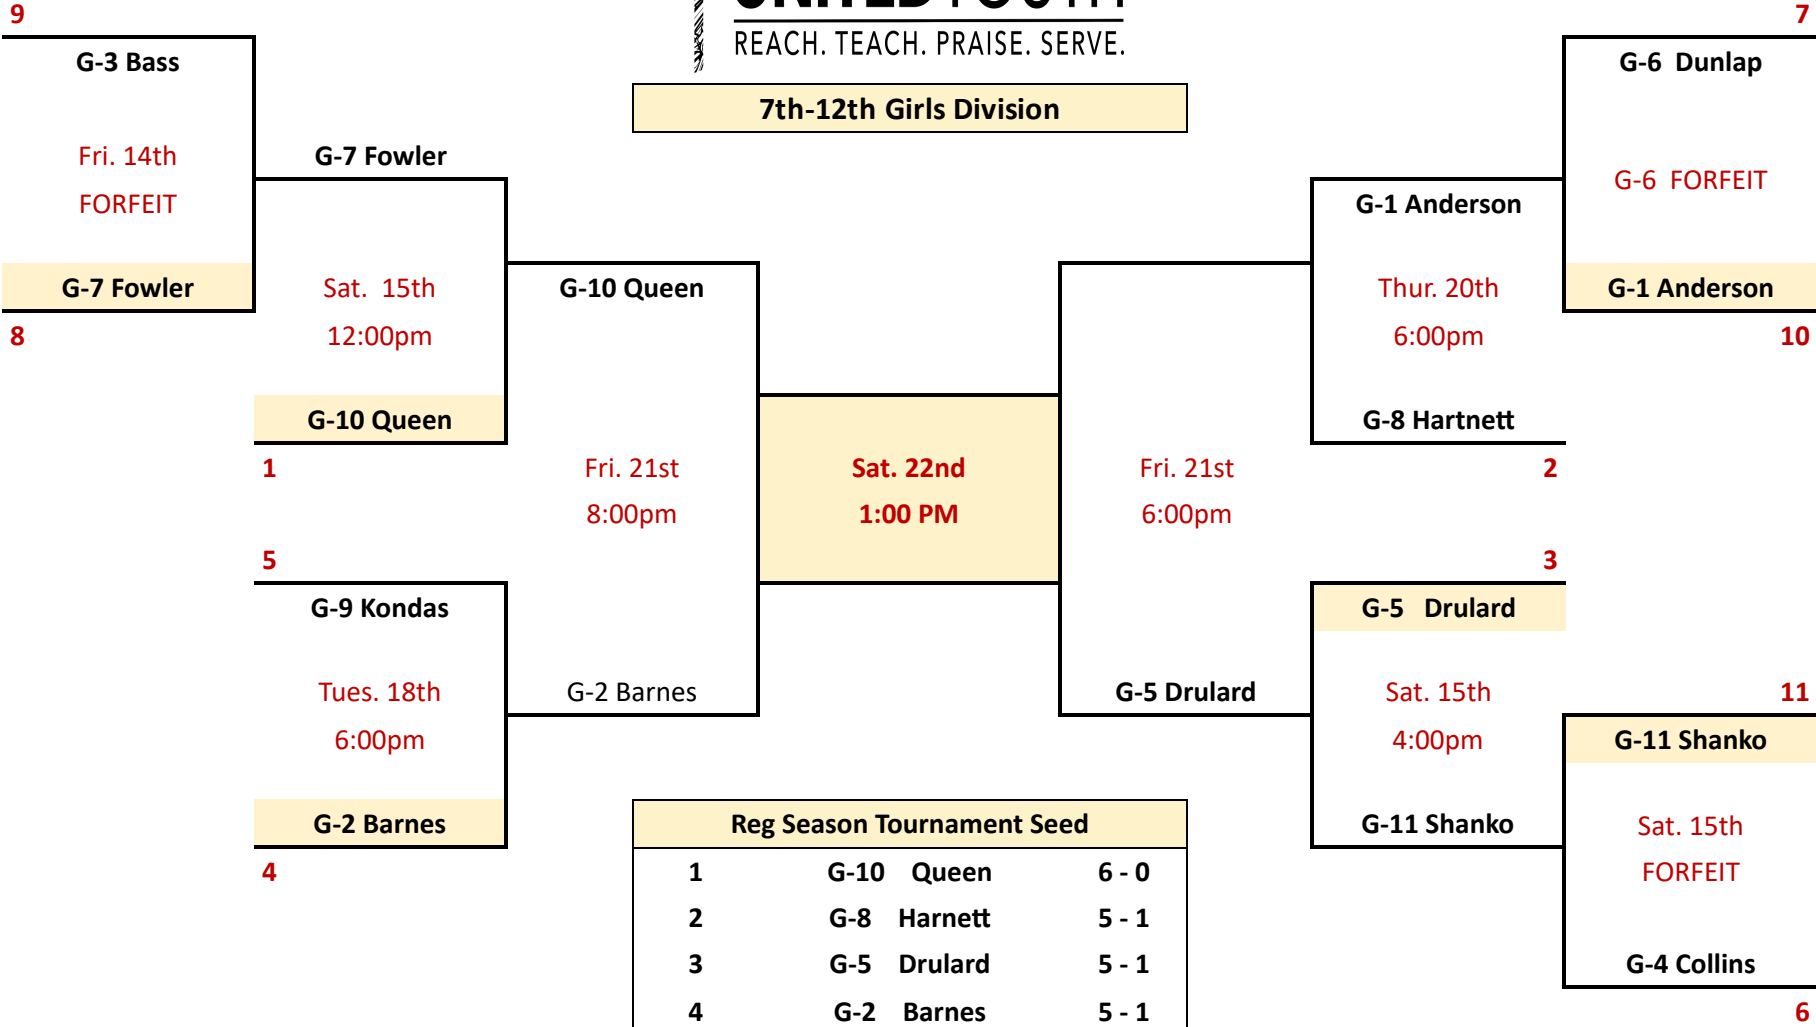 9
7
UNITEDYOUTH
REACH. TEACH. PRAISE. SERVE.
G-3 Bass
G-6 Dunlap
7th-12th Girls Division
Fri. 14th
G-7 Fowler
FORFEIT
G-6 FORFEIT
G-1 Anderson
G-7 Fowler
Sat. 15th
G-10 Queen
Thur. 20th
G-1 Anderson
8
12:00pm
6:00pm
10
G-10 Queen
G-8 Hartnett
1
Fri. 21st
Sat. 22nd
Fri. 21st
2
8:00pm
1:00 PM
6:00pm
5
3
G-9 Kondas
G-5 Drulard
Tues. 18th
G-2 Barnes
G-5 Drulard
Sat. 15th
11
6:00pm
4:00pm
G-11 Shanko
G-2 Barnes
Reg Season Tournament Seed
G-11 Shanko
Sat. 15th
4
1 G-10 Queen 6 - 0
FORFEIT
2 G-8 Harnett 5 - 1
3 G-5 Drulard 5 - 1
G-4 Collins
4 G-2 Barnes 5 - 1
6